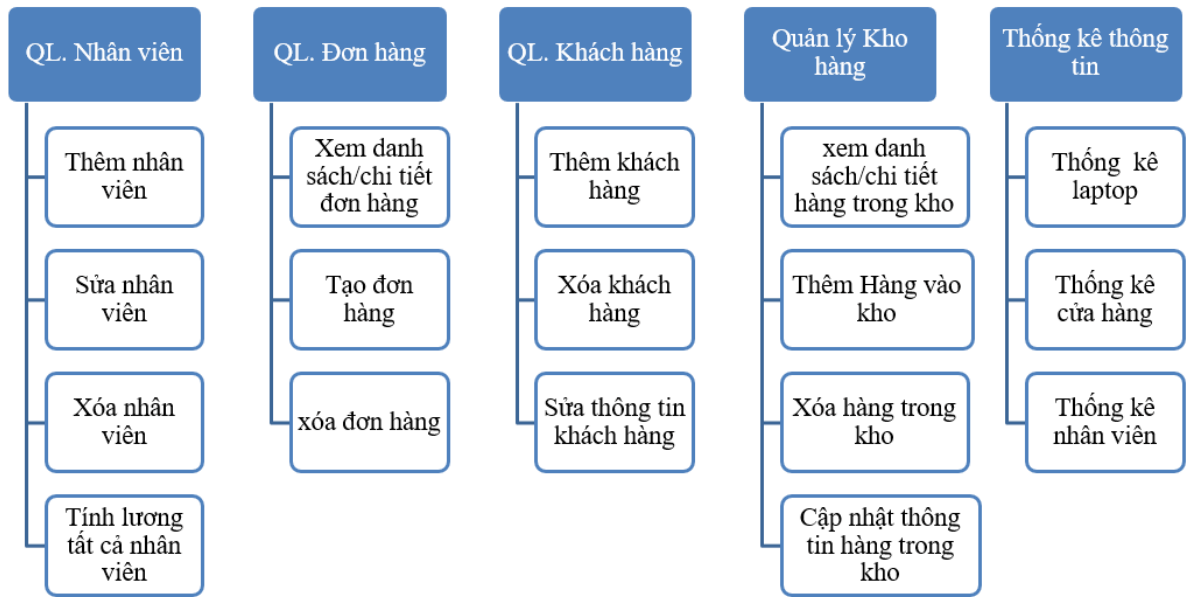 QL. Nhân viên
Thêm nhân
viên
Sửa nhân
viên
Xóa nhân
viên
Tính lương
tất cả nhân
viên
QL. Đơn hàng
Xem danh
sách/chi tiết
đơn hàng
Tạo đơn
hàng
xóa đơn hàng
QL. Khách hàng
Thêm khách
hàng
Xóa khách
hàng
Sửa thông tin
khách hàng
Quản lý Kho
hàng
xem danh
sách/chi tiết
hàng trong kho
Thêm Hàng vào
kho
Xóa hàng trong
kho
Cập nhật thông
tin hàng trong
kho
Thống kê thông
tin
Thống kê
laptop
Thống kê
cửa hàng
Thống kê
nhân viên